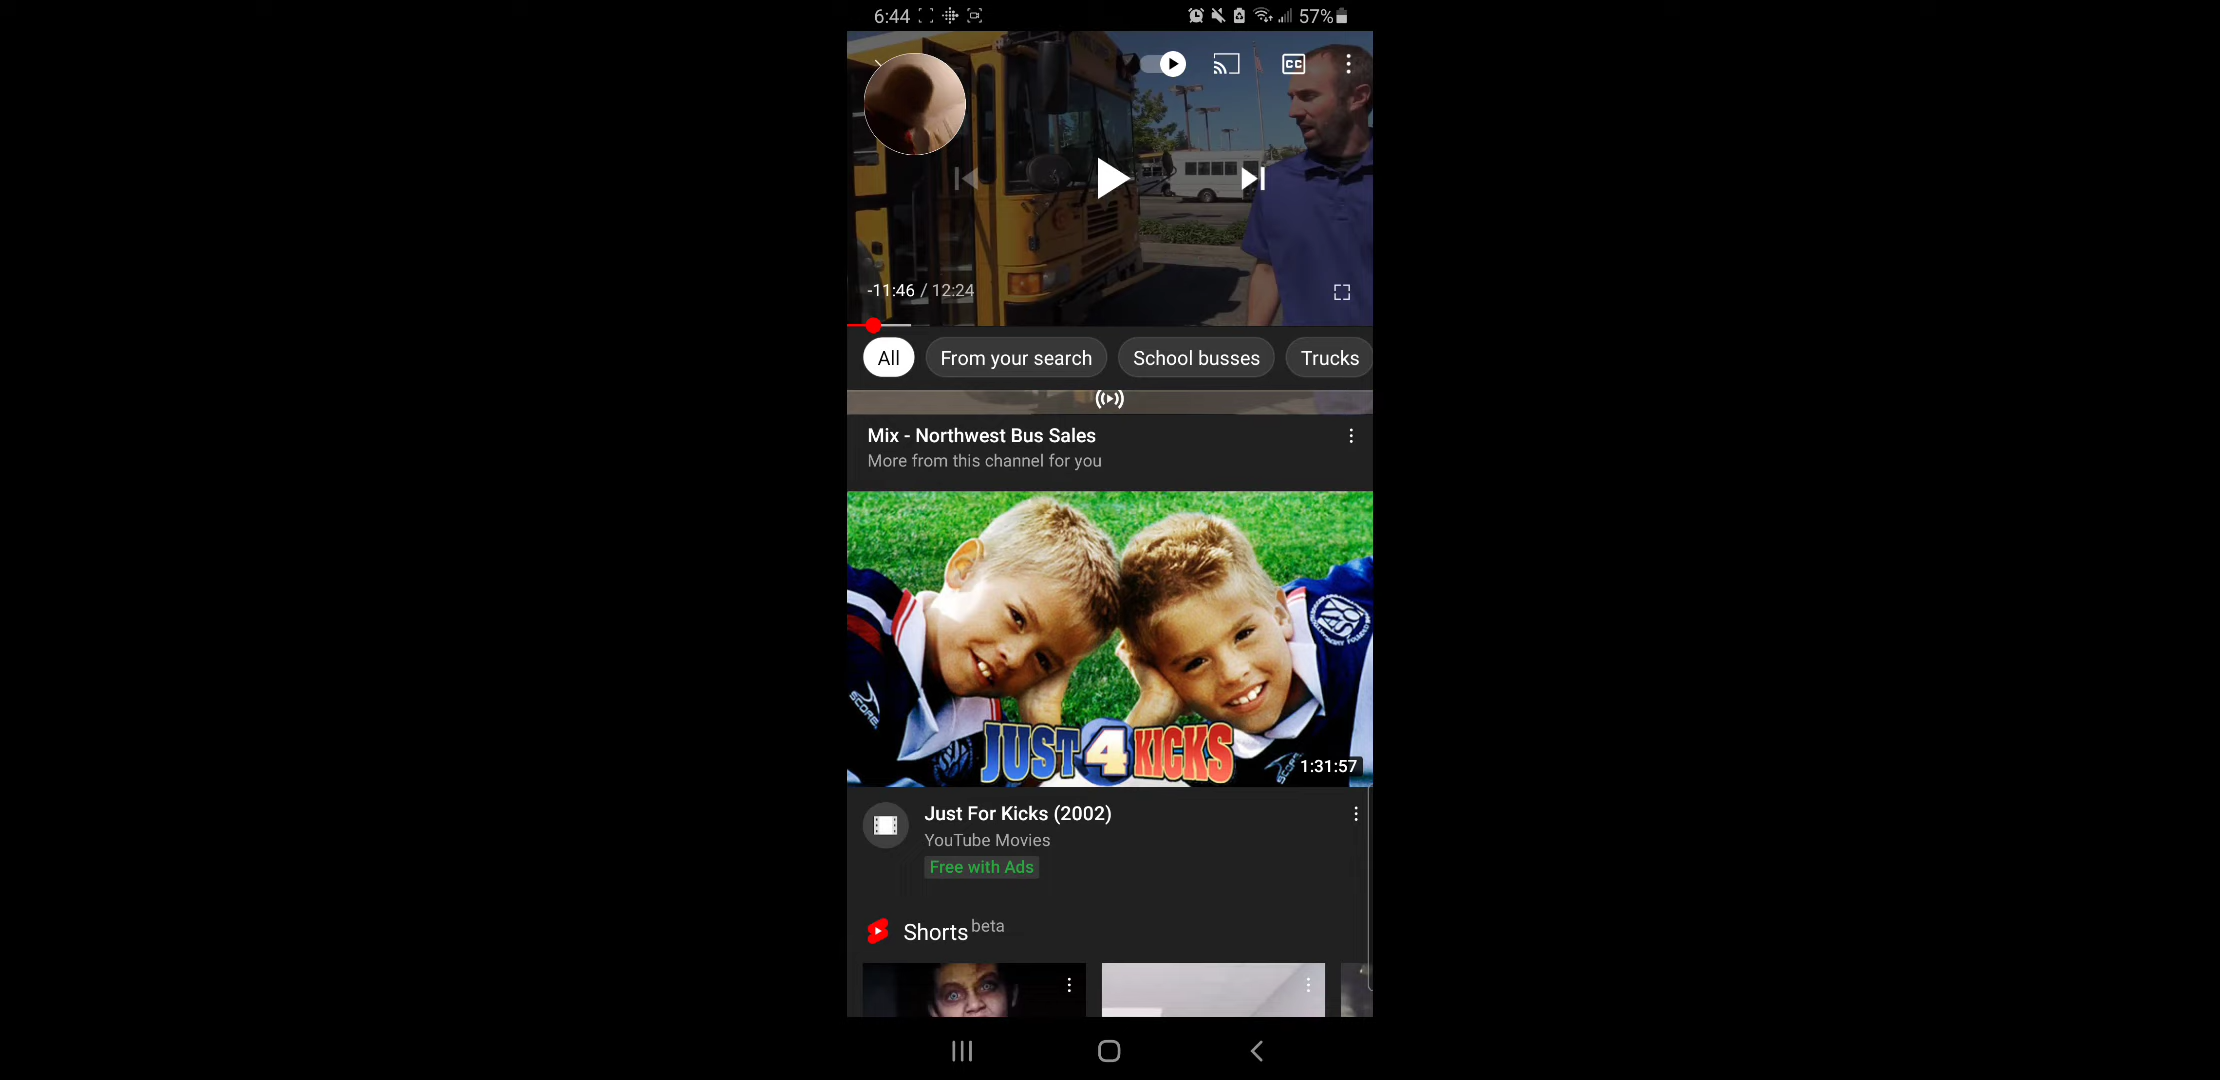 6:44 57%
CC
-11:46 / 12:24
All From your search School busses Trucks
Mix - Northwest Bus Sales
More from this channel for you
SCORE
JUST 4 KICKS
1:31:57
Just For Kicks (2002)
YouTube Movies
Free with Ads
Shorts beta